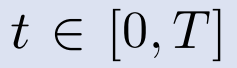 t ∈ [0, T]